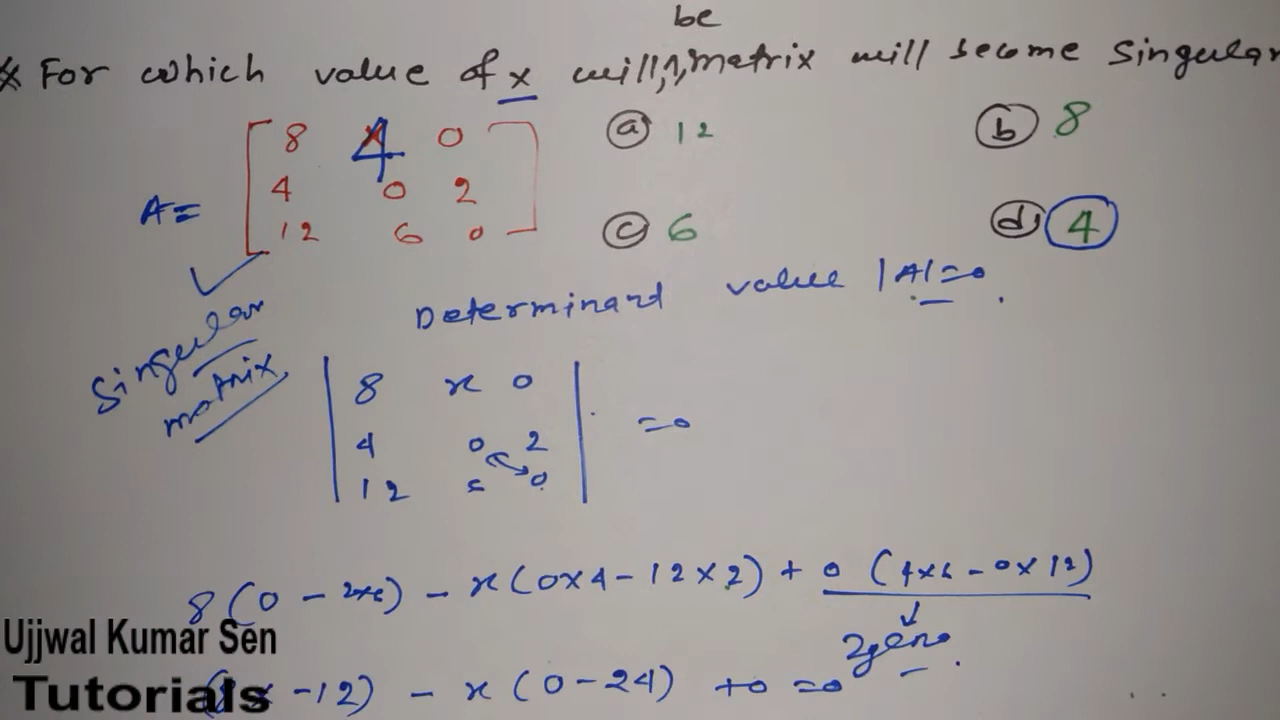 be
* For which value of x will, matrix will become Singular
A = [ 8 4 0
4 0 2
12 6 0 ]
(a) 12
(b) 8
(c) 6
(d) 4
Singular matrix
Determinant value |A|=0
| 8 x 0 |
| 4 0 2 | =0
| 12 6 0 |
8(0 - 2×6) - x(0×4 - 12×2) + 0 (4×6 - 0×12)
zero
Ujjwal Kumar Sen
Tutorials
-12) - x(0-24) +0 =0